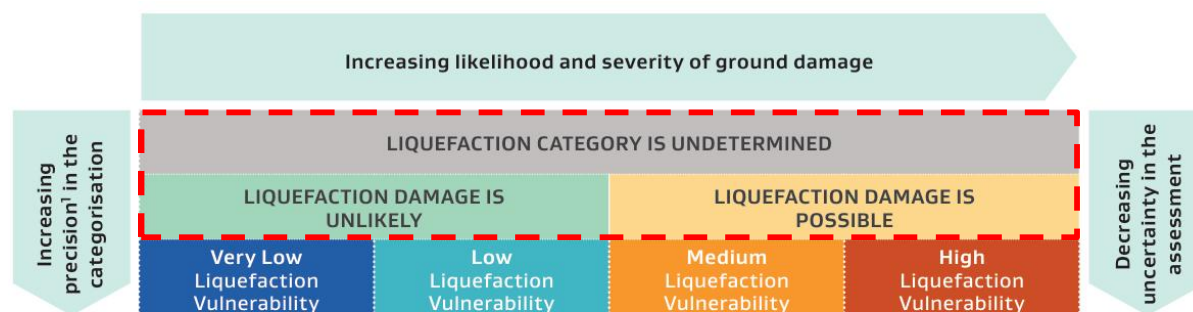 Increasing likelihood and severity of ground damage
Increasing
precision¹ in the
categorisation
LIQUEFACTION CATEGORY IS UNDETERMINED
LIQUEFACTION DAMAGE IS
UNLIKELY
LIQUEFACTION DAMAGE IS
POSSIBLE
Very Low
Liquefaction
Vulnerability
Low
Liquefaction
Vulnerability
Medium
Liquefaction
Vulnerability
High
Liquefaction
Vulnerability
Decreasing
uncertainty in the
assessment